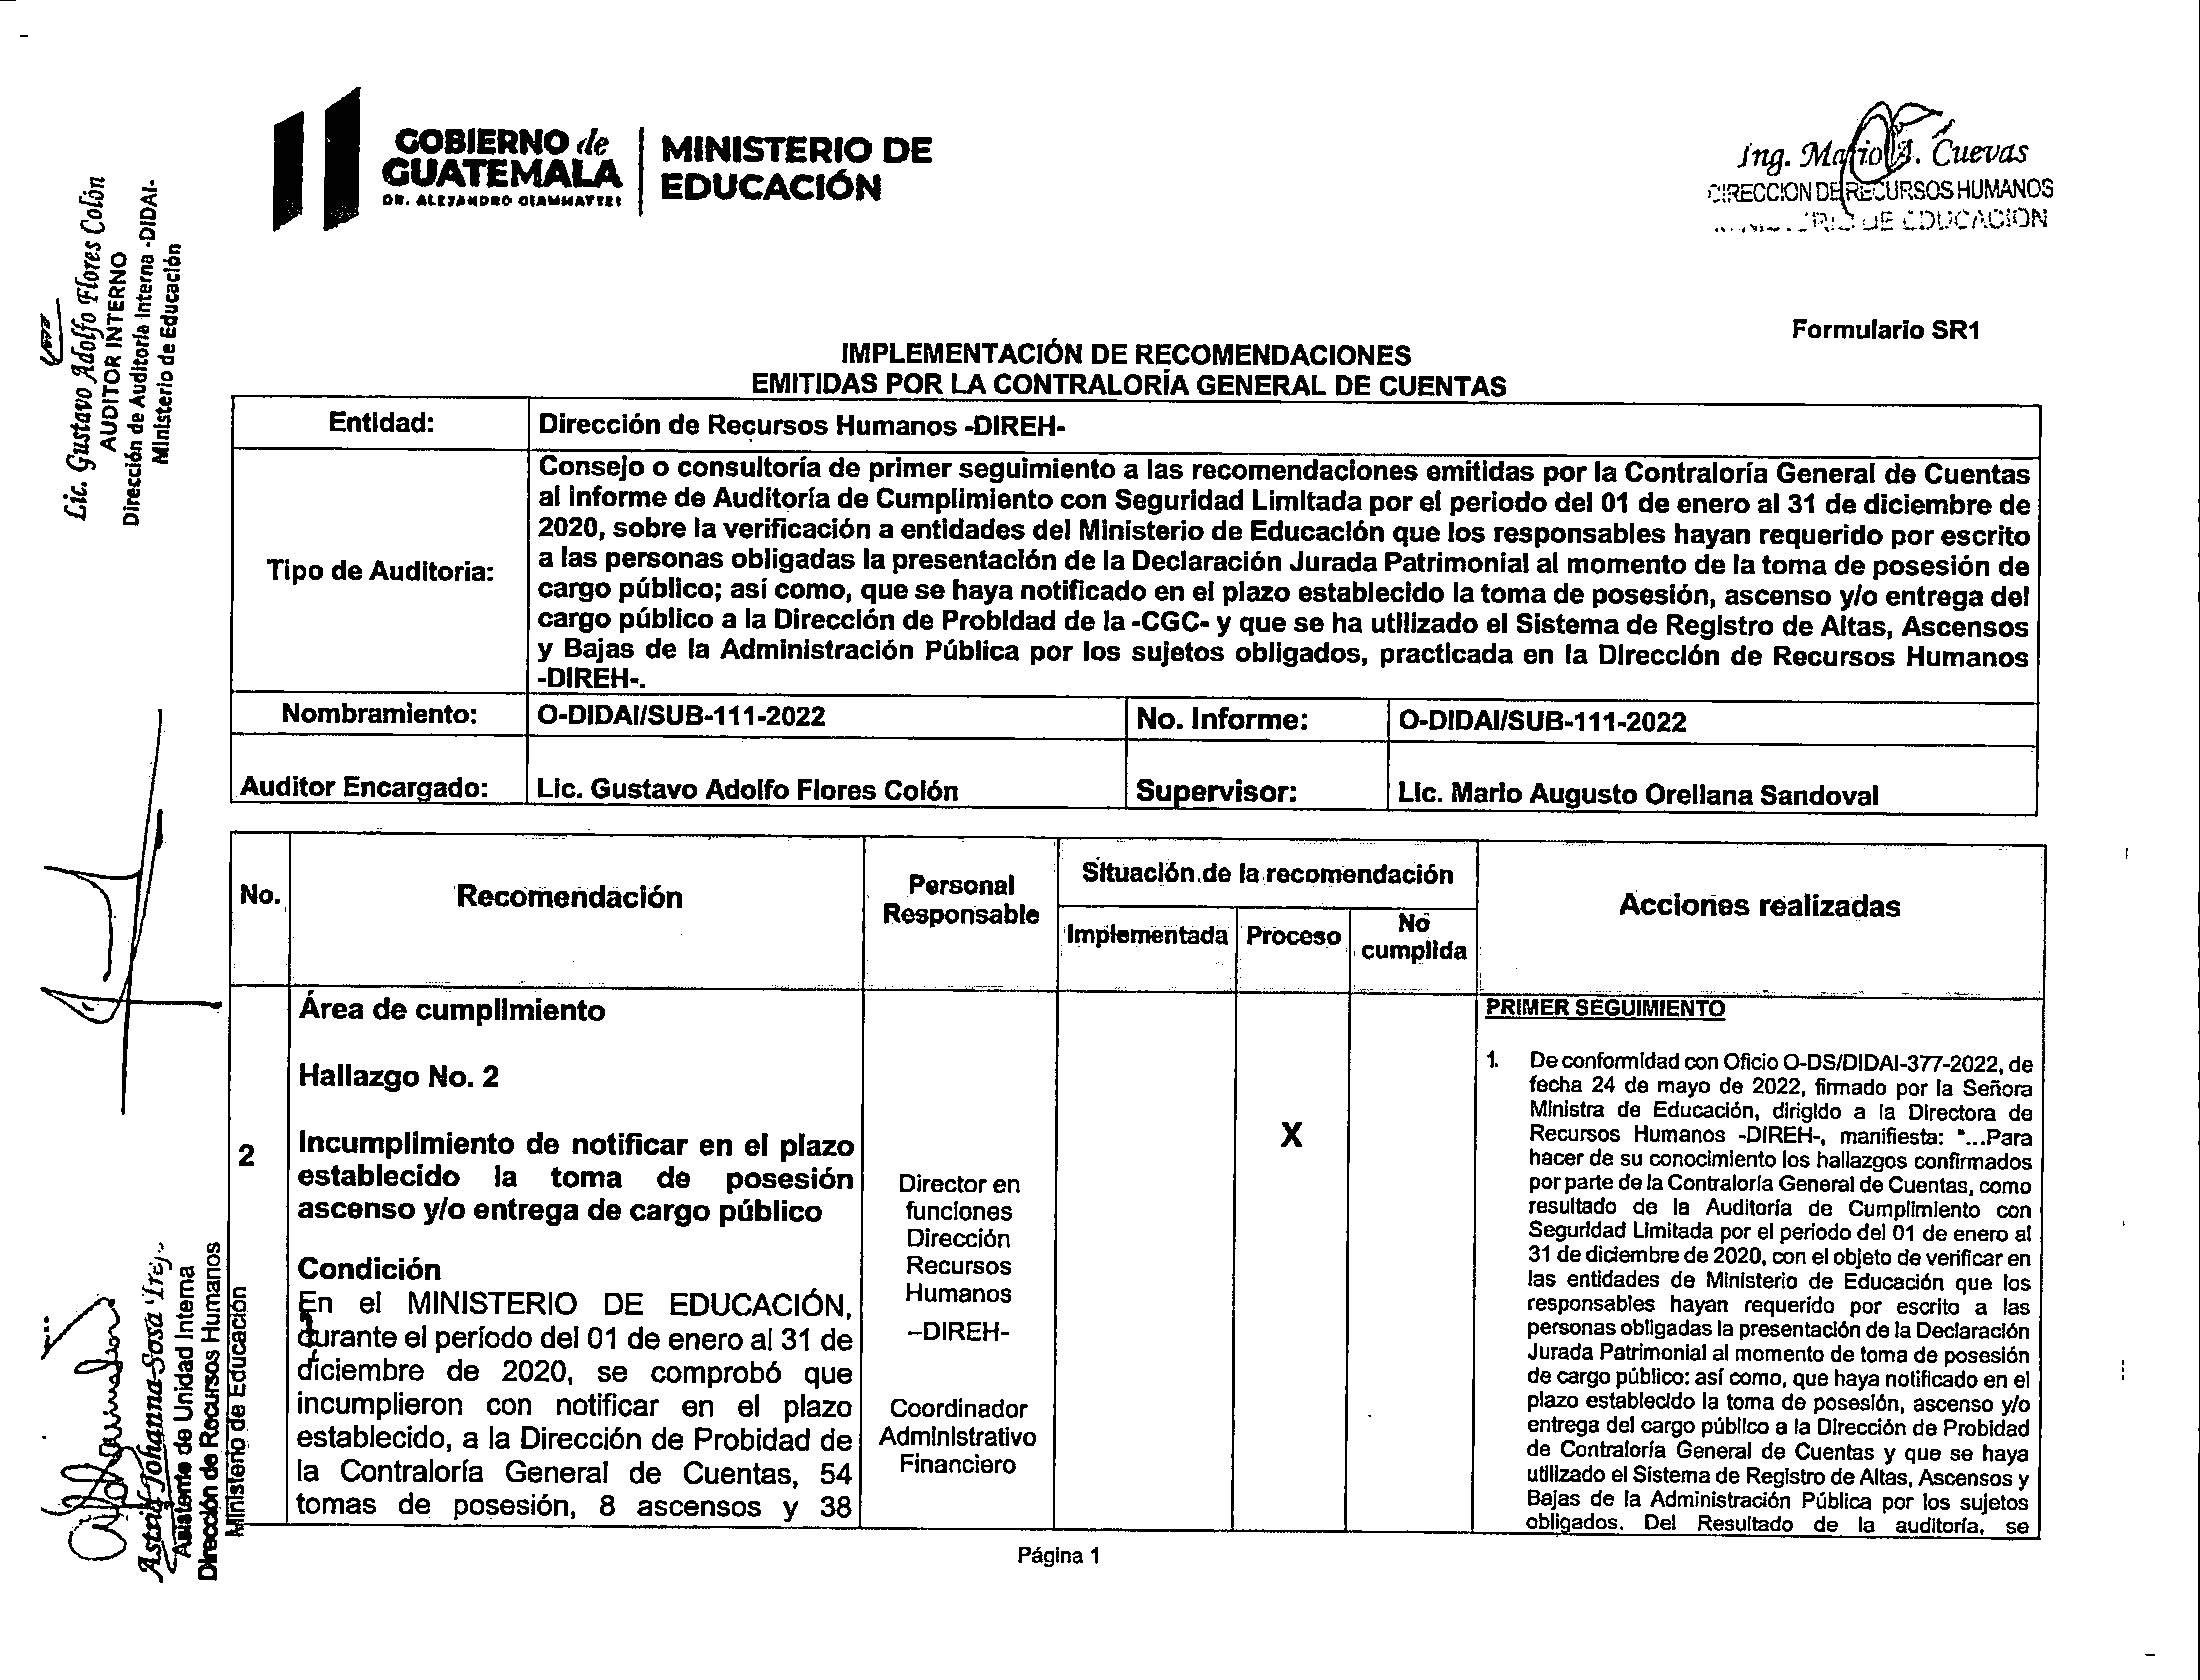 GOBIERNO de
GUATEMALA
DR. ALEJANDRO GIAMMATTEI
MINISTERIO DE
EDUCACIÓN
Ing. Mario A. Cuevas
DIRECCION DE RECURSOS HUMANOS
MINISTERIO DE EDUCACION
Lic. Gustavo Adolfo Flores Colón
AUDITOR INTERNO
Dirección de Auditoría Interna -DIDAI-
Ministerio de Educación
Formulario SR1
IMPLEMENTACIÓN DE RECOMENDACIONES
EMITIDAS POR LA CONTRALORÍA GENERAL DE CUENTAS
Entidad:
Dirección de Recursos Humanos -DIREH-
Tipo de Auditoria:
Consejo o consultoría de primer seguimiento a las recomendaciones emitidas por la Contraloría General de Cuentas
al informe de Auditoría de Cumplimiento con Seguridad Limitada por el periodo del 01 de enero al 31 de diciembre de
2020, sobre la verificación a entidades del Ministerio de Educación que los responsables hayan requerido por escrito
a las personas obligadas la presentación de la Declaración Jurada Patrimonial al momento de la toma de posesión de
cargo público; así como, que se haya notificado en el plazo establecido la toma de posesión, ascenso y/o entrega del
cargo público a la Dirección de Probidad de la -CGC- y que se ha utilizado el Sistema de Registro de Altas, Ascensos
y Bajas de la Administración Pública por los sujetos obligados, practicada en la Dirección de Recursos Humanos
-DIREH-.
Nombramiento:
O-DIDAI/SUB-111-2022
No. Informe:
O-DIDAI/SUB-111-2022
Auditor Encargado:
Lic. Gustavo Adolfo Flores Colón
Supervisor:
Lic. Mario Augusto Orellana Sandoval
No.
Recomendación
Personal
Responsable
Situación de la recomendación
Implementada
Proceso
No
cumplida
Acciones realizadas
2
Área de cumplimiento
Hallazgo No. 2
Incumplimiento de notificar en el plazo
establecido la toma de posesión
ascenso y/o entrega de cargo público
Condición
En el MINISTERIO DE EDUCACIÓN,
durante el período del 01 de enero al 31 de
diciembre de 2020, se comprobó que
incumplieron con notificar en el plazo
establecido, a la Dirección de Probidad de
la Contraloría General de Cuentas, 54
tomas de posesión, 8 ascensos y 38
Director en
funciones
Dirección
Recursos
Humanos
–DIREH-
Coordinador
Administrativo
Financiero
X
PRIMER SEGUIMIENTO
1. De conformidad con Oficio O-DS/DIDAI-377-2022, de
fecha 24 de mayo de 2022, firmado por la Señora
Ministra de Educación, dirigido a la Directora de
Recursos Humanos -DIREH-, manifiesta: "...Para
hacer de su conocimiento los hallazgos confirmados
por parte de la Contraloría General de Cuentas, como
resultado de la Auditoría de Cumplimiento con
Seguridad Limitada por el periodo del 01 de enero al
31 de diciembre de 2020, con el objeto de verificar en
las entidades de Ministerio de Educación que los
responsables hayan requerido por escrito a las
personas obligadas la presentación de la Declaración
Jurada Patrimonial al momento de toma de posesión
de cargo público: así como, que haya notificado en el
plazo establecido la toma de posesión, ascenso y/o
entrega del cargo público a la Dirección de Probidad
de Contraloría General de Cuentas y que se haya
utilizado el Sistema de Registro de Altas, Ascensos y
Bajas de la Administración Pública por los sujetos
obligados. Del Resultado de la auditoría, se
Astrid Johanna Sosa
Asistente de Unidad Interna
Dirección de Recursos Humanos
Ministerio de Educación
Página 1